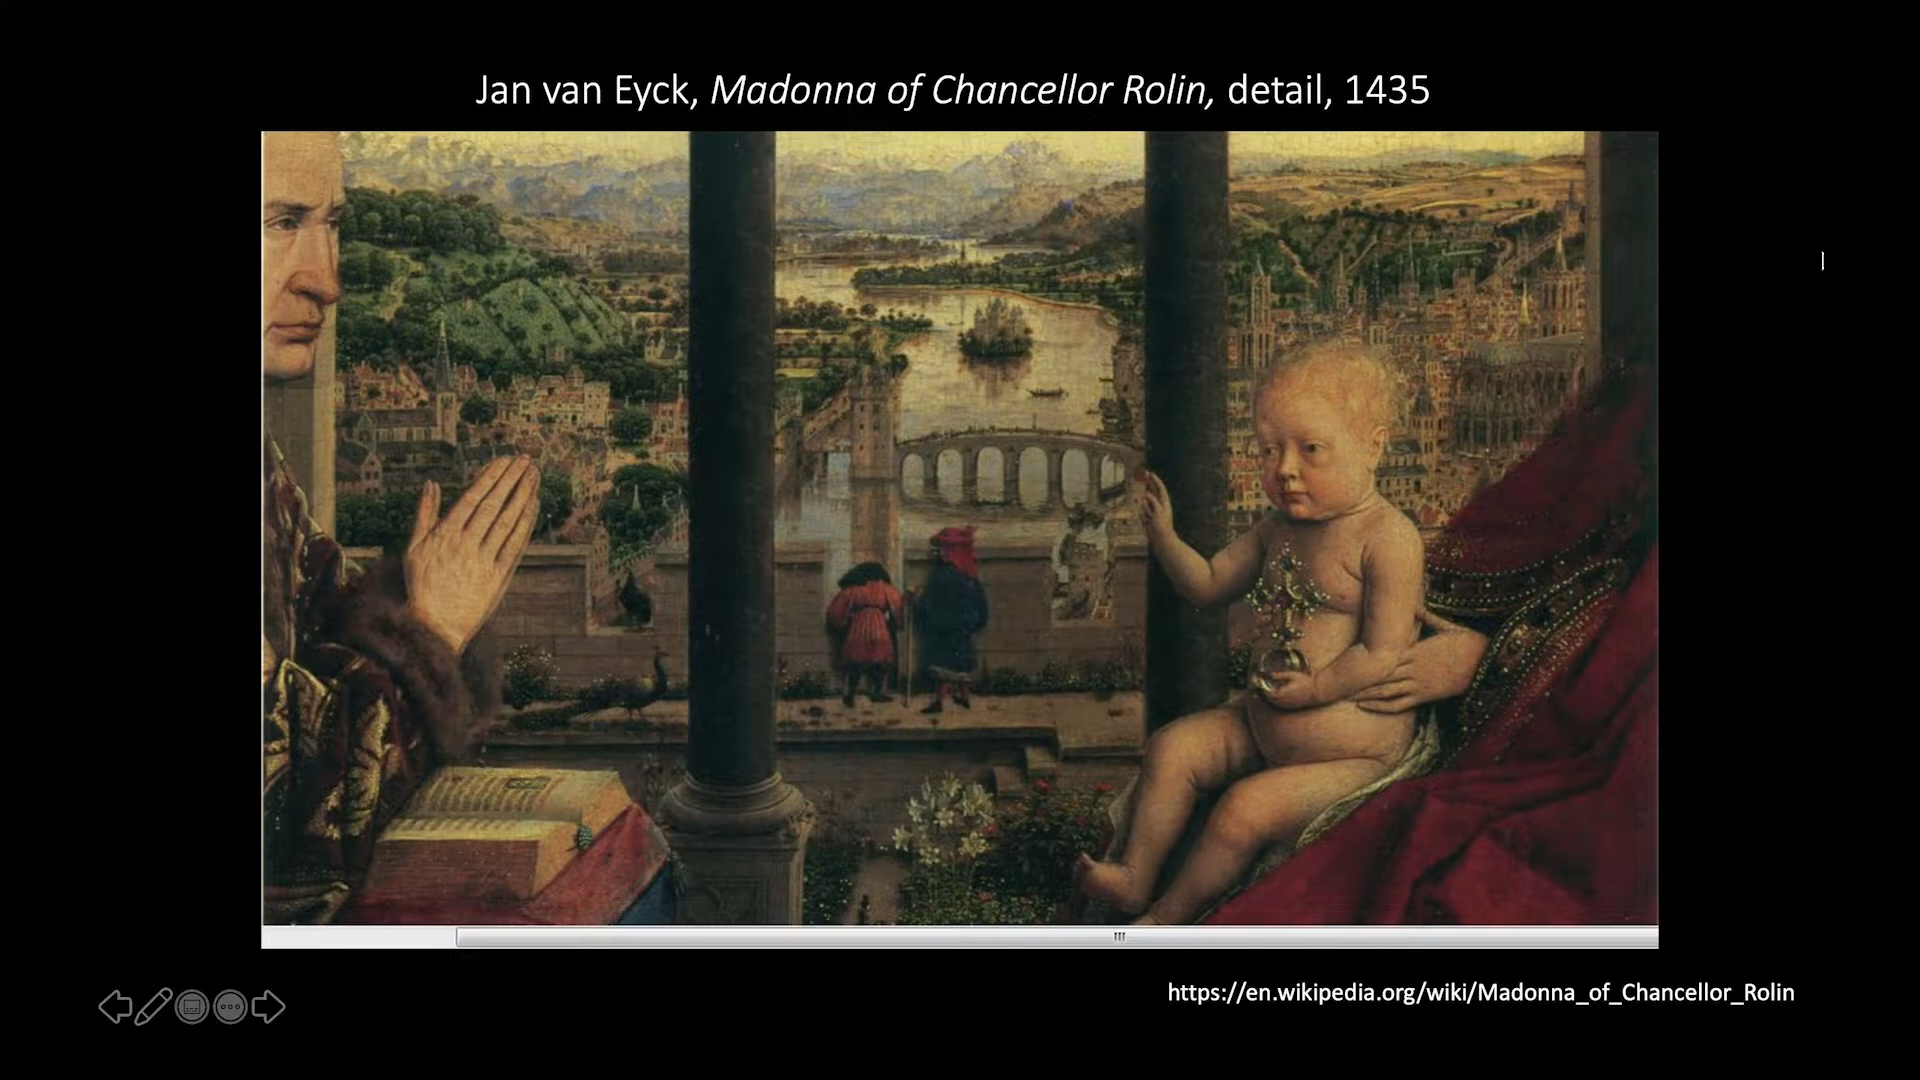 Jan van Eyck, Madonna of Chancellor Rolin, detail, 1435
https://en.wikipedia.org/wiki/Madonna_of_Chancellor_Rolin